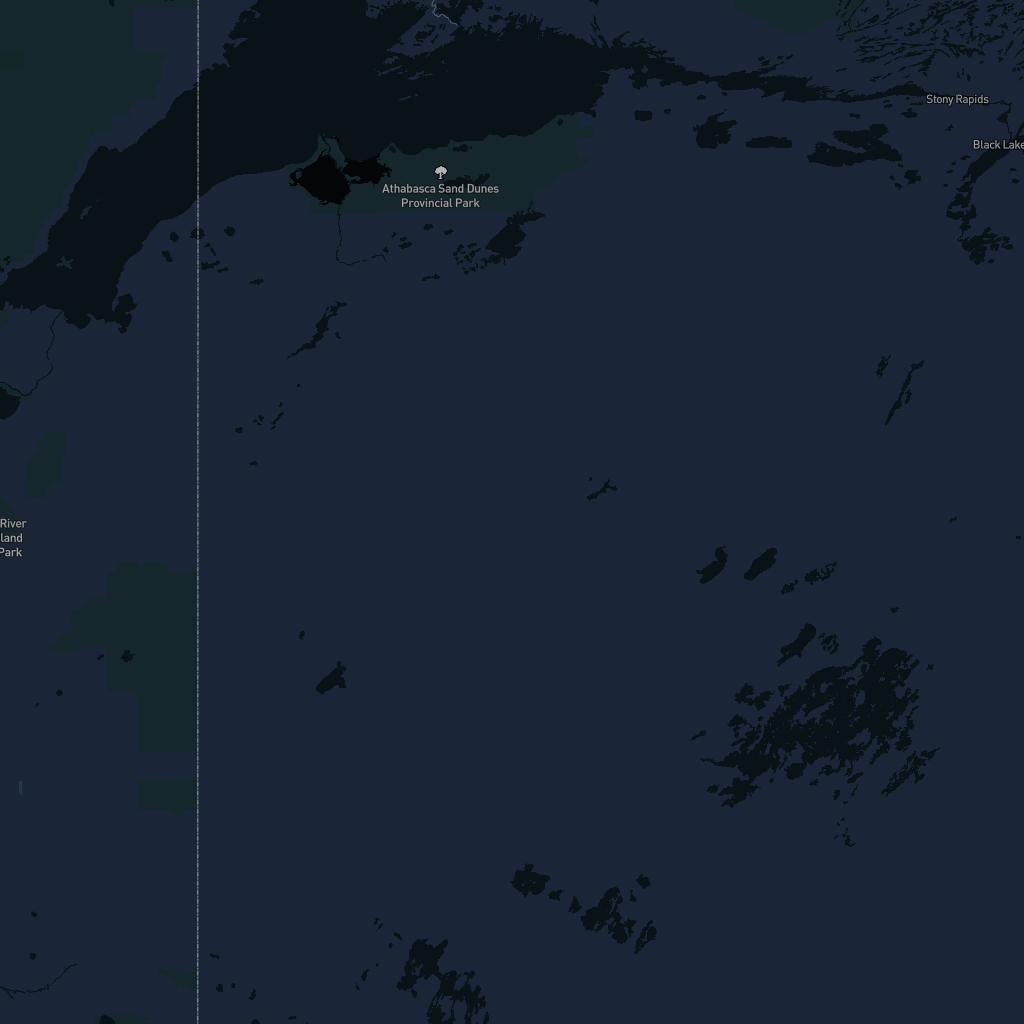 Stony Rapids
Black Lake
Athabasca Sand Dunes
Provincial Park
River
land
Park